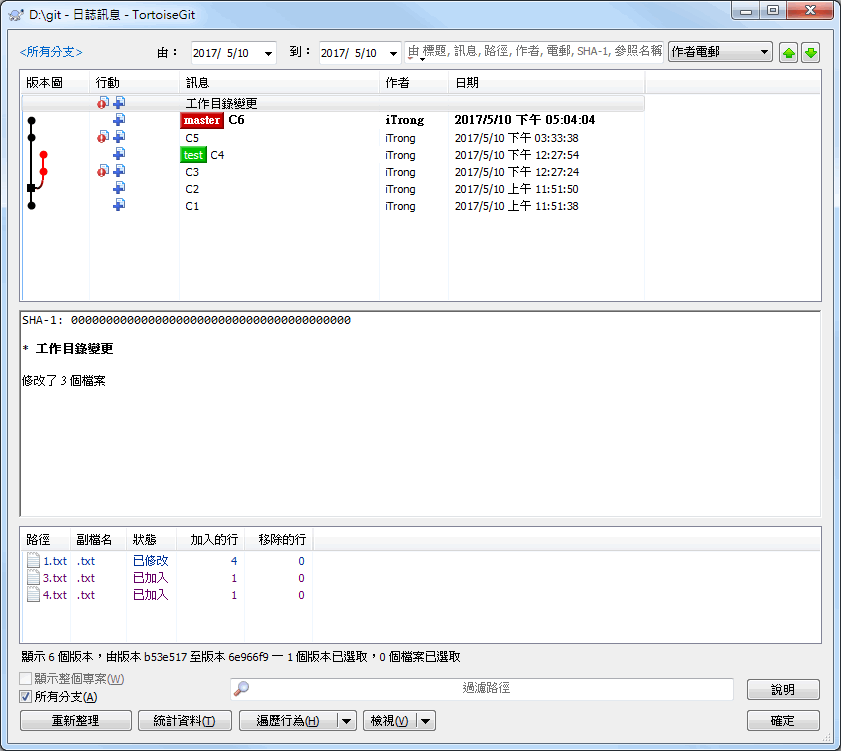 D:\git - 日誌訊息 - TortoiseGit
<所有分支> 由： 2017/ 5/10 到： 2017/ 5/10 由 標題, 訊息, 路徑, 作者, 電郵, SHA-1, 參照名稱 作者電郵
版本圖 行動 訊息 作者 日期
工作目錄變更
master C6 iTrong 2017/5/10 下午 05:04:04
C5 iTrong 2017/5/10 下午 03:33:38
test C4 iTrong 2017/5/10 下午 12:27:54
C3 iTrong 2017/5/10 下午 12:27:24
C2 iTrong 2017/5/10 上午 11:51:50
C1 iTrong 2017/5/10 上午 11:51:38
SHA-1: 0000000000000000000000000000000000000000
* 工作目錄變更
修改了 3 個檔案
路徑 副檔名 狀態 加入的行 移除的行
1.txt .txt 已修改 4 0
3.txt .txt 已加入 1 0
4.txt .txt 已加入 1 0
顯示 6 個版本，由版本 b53e517 至版本 6e966f9 — 1 個版本已選取，0 個檔案已選取
顯示整個專案(W)
過濾路徑 說明
所有分支(A)
重新整理 統計資料(T) 遍歷行為(H) 檢視(V) 確定